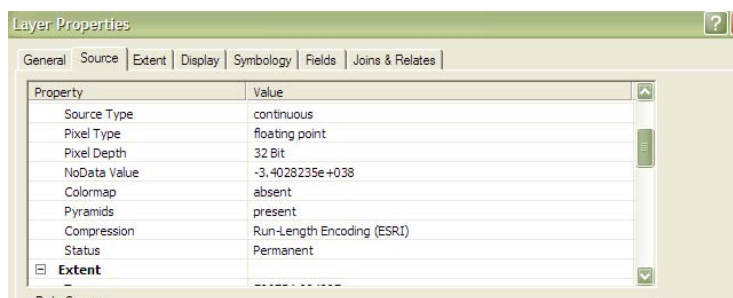 Layer Properties
?
General Source Extent Display Symbology Fields Joins & Relates
Property Value
Source Type continuous
Pixel Type floating point
Pixel Depth 32 Bit
NoData Value -3.4028235e+038
Colormap absent
Pyramids present
Compression Run-Length Encoding (ESRI)
Status Permanent
Extent